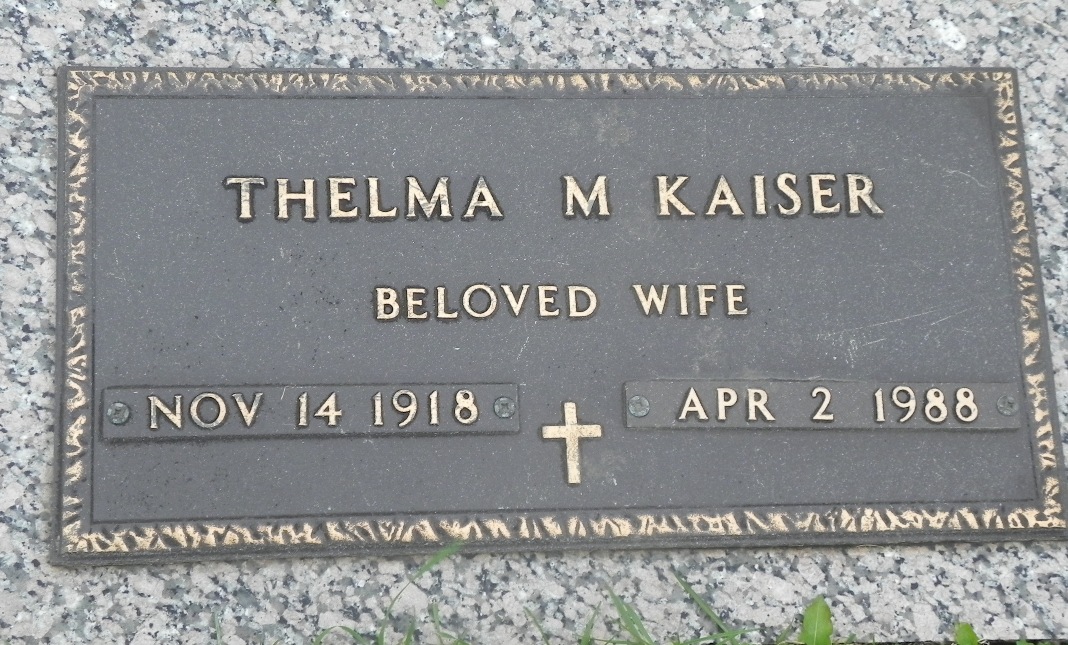 THELMA M KAISER
BELOVED WIFE
NOV 14 1918 APR 2 1988